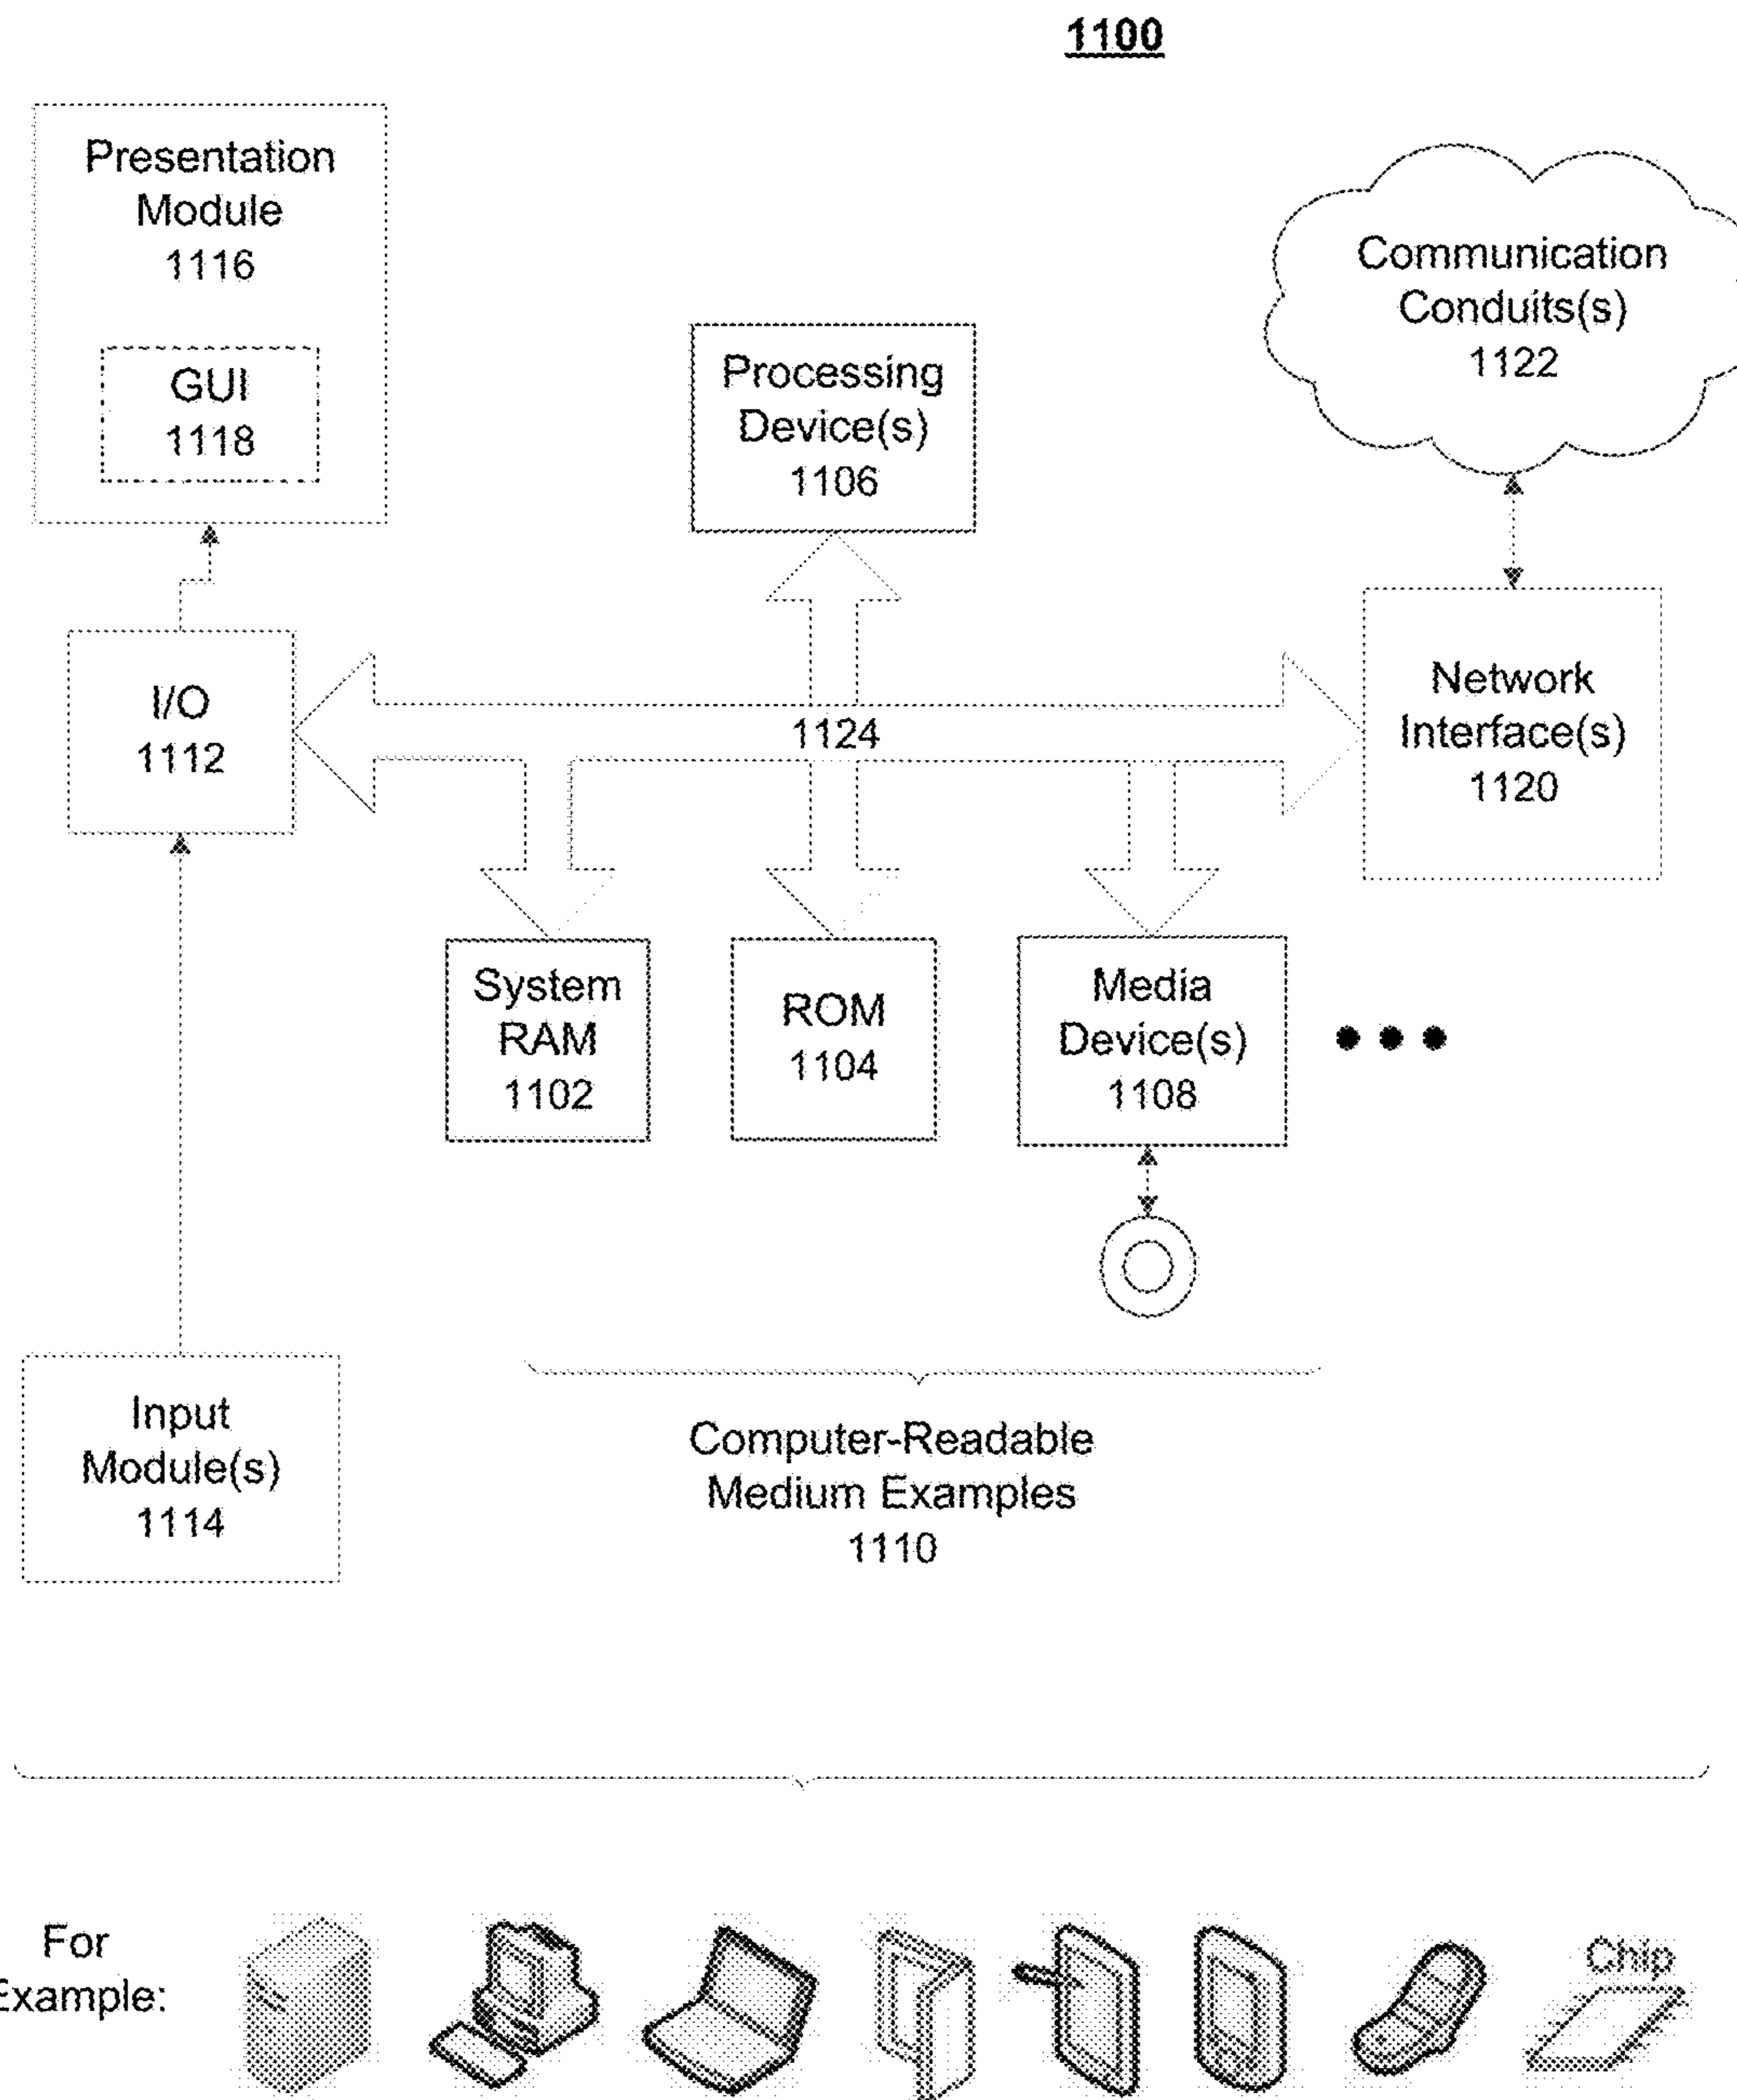 1100
Presentation
Module
1116
GUI
1118
Communication
Conduits(s)
1122
Processing
Device(s)
1106
I/O
1112
1124
Network
Interface(s)
1120
System
RAM
1102
ROM
1104
Media
Device(s)
1108
Input
Module(s)
1114
Computer-Readable
Medium Examples
1110
For
Example:
Chip